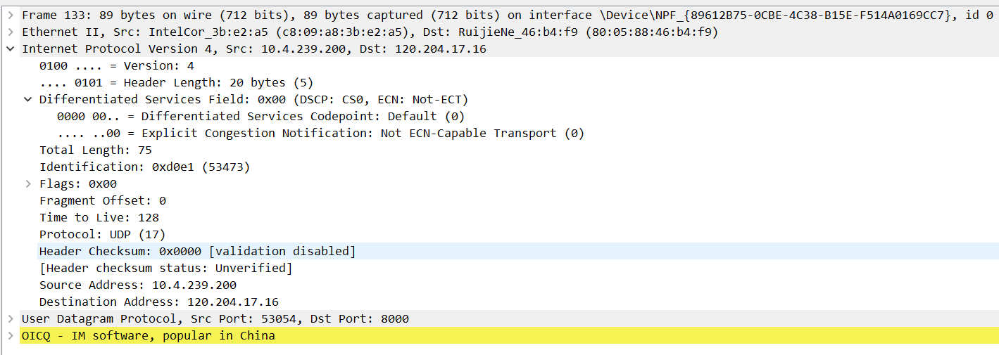 Frame 133: 89 bytes on wire (712 bits), 89 bytes captured (712 bits) on interface \Device\NPF_{89612B75-0CBE-4C38-B15E-F514A0169CC7}, id 0
Ethernet II, Src: IntelCor_3b:e2:a5 (c8:09:a8:3b:e2:a5), Dst: RuijieNe_46:b4:f9 (80:05:88:46:b4:f9)
Internet Protocol Version 4, Src: 10.4.239.200, Dst: 120.204.17.16
0100 .... = Version: 4
.... 0101 = Header Length: 20 bytes (5)
Differentiated Services Field: 0x00 (DSCP: CS0, ECN: Not-ECT)
0000 00.. = Differentiated Services Codepoint: Default (0)
.... ..00 = Explicit Congestion Notification: Not ECN-Capable Transport (0)
Total Length: 75
Identification: 0xd0e1 (53473)
Flags: 0x00
Fragment Offset: 0
Time to Live: 128
Protocol: UDP (17)
Header Checksum: 0x0000 [validation disabled]
[Header checksum status: Unverified]
Source Address: 10.4.239.200
Destination Address: 120.204.17.16
User Datagram Protocol, Src Port: 53054, Dst Port: 8000
OICQ - IM software, popular in China